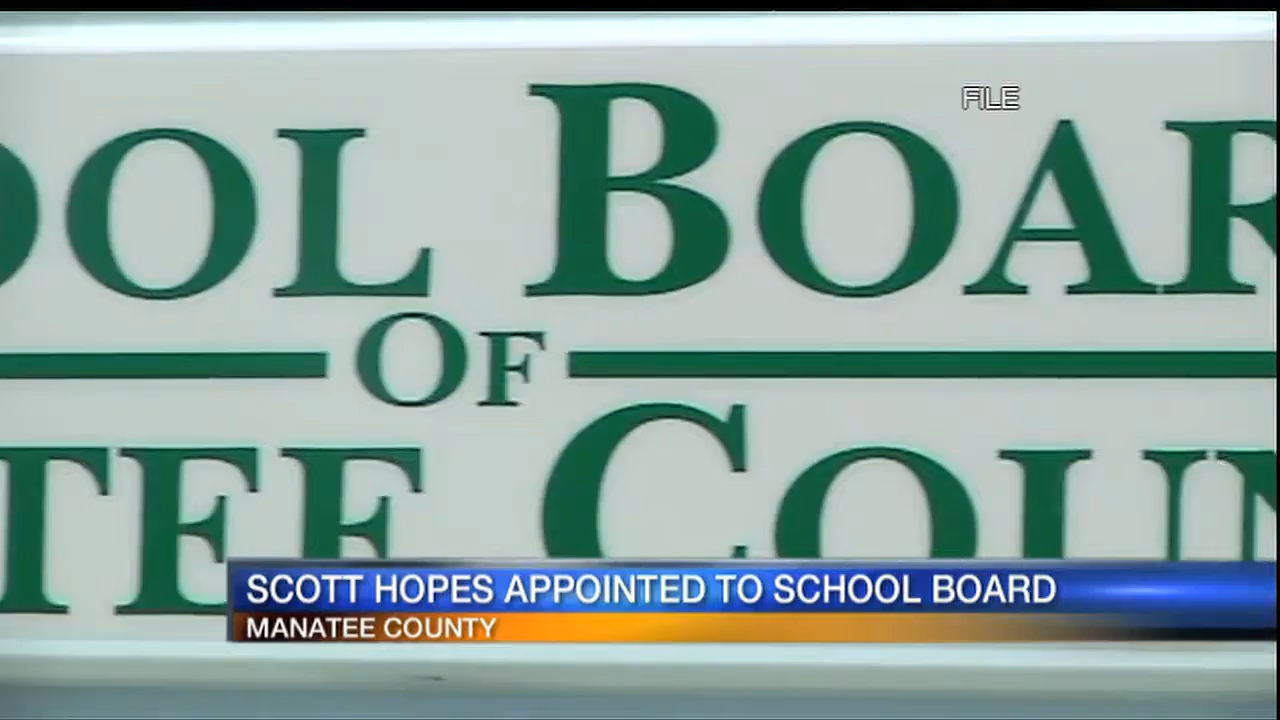 FILE
OOL BOAR
OF
TEE COUN
SCOTT HOPES APPOINTED TO SCHOOL BOARD
MANATEE COUNTY